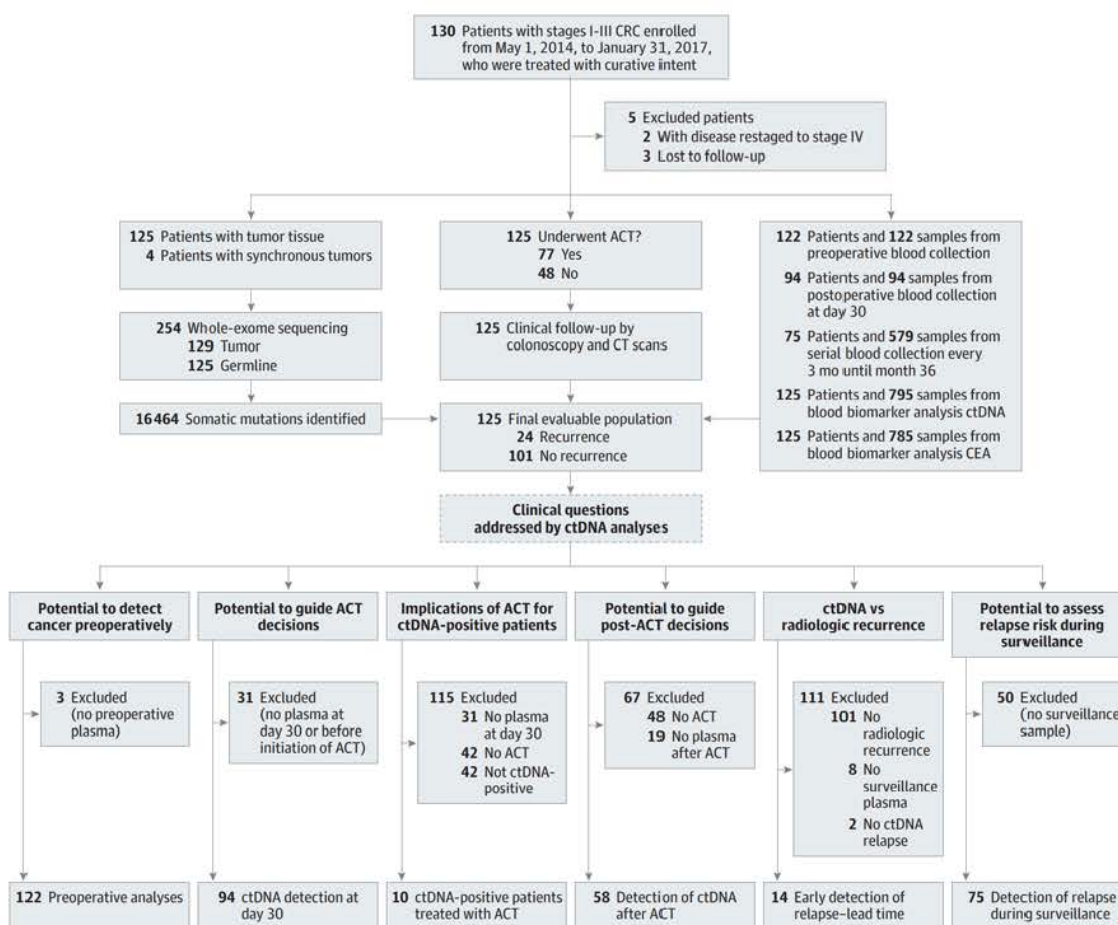 130 Patients with stages I-III CRC enrolled
from May 1, 2014, to January 31, 2017,
who were treated with curative intent
5 Excluded patients
2 With disease restaged to stage IV
3 Lost to follow-up
125 Patients with tumor tissue
4 Patients with synchronous tumors
125 Underwent ACT?
77 Yes
48 No
122 Patients and 122 samples from
preoperative blood collection
94 Patients and 94 samples from
postoperative blood collection
at day 30
75 Patients and 579 samples from
serial blood collection every
3 mo until month 36
125 Patients and 795 samples from
blood biomarker analysis ctDNA
125 Patients and 785 samples from
blood biomarker analysis CEA
254 Whole-exome sequencing
129 Tumor
125 Germline
125 Clinical follow-up by
colonoscopy and CT scans
16 464 Somatic mutations identified
125 Final evaluable population
24 Recurrence
101 No recurrence
Clinical questions
addressed by ctDNA analyses
Potential to detect
cancer preoperatively
Potential to guide ACT
decisions
Implications of ACT for
ctDNA-positive patients
Potential to guide
post-ACT decisions
ctDNA vs
radiologic recurrence
Potential to assess
relapse risk during
surveillance
3 Excluded
(no preoperative
plasma)
31 Excluded
(no plasma at
day 30 or before
initiation of ACT)
115 Excluded
31 No plasma
at day 30
42 No ACT
42 Not ctDNA-
positive
67 Excluded
48 No ACT
19 No plasma
after ACT
111 Excluded
101 No
radiologic
recurrence
8 No
surveillance
plasma
2 No ctDNA
relapse
50 Excluded
(no surveillance
sample)
122 Preoperative analyses
94 ctDNA detection at
day 30
10 ctDNA-positive patients
treated with ACT
58 Detection of ctDNA
after ACT
14 Early detection of
relapse–lead time
75 Detection of relapse
during surveillance